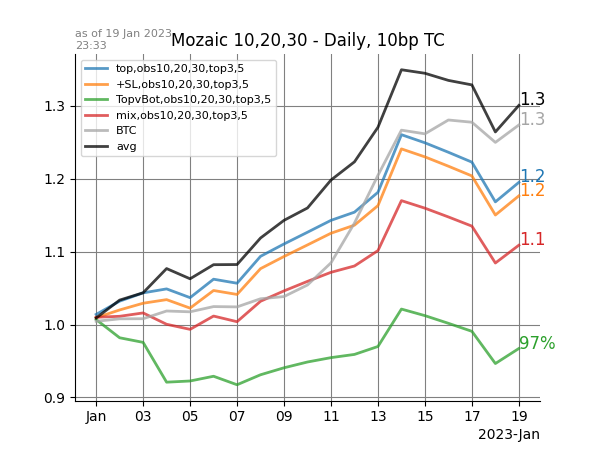 as of 19 Jan 2023
23:33
Mozaic 10,20,30 - Daily, 10bp TC
top,obs10,20,30,top3,5
+SL,obs10,20,30,top3,5
TopvBot,obs10,20,30,top3,5
mix,obs10,20,30,top3,5
BTC
avg
1.3
1.2
1.1
1.0
0.9
1.3
1.3
1.2
1.2
1.1
97%
Jan 03 05 07 09 11 13 15 17 19
2023-Jan